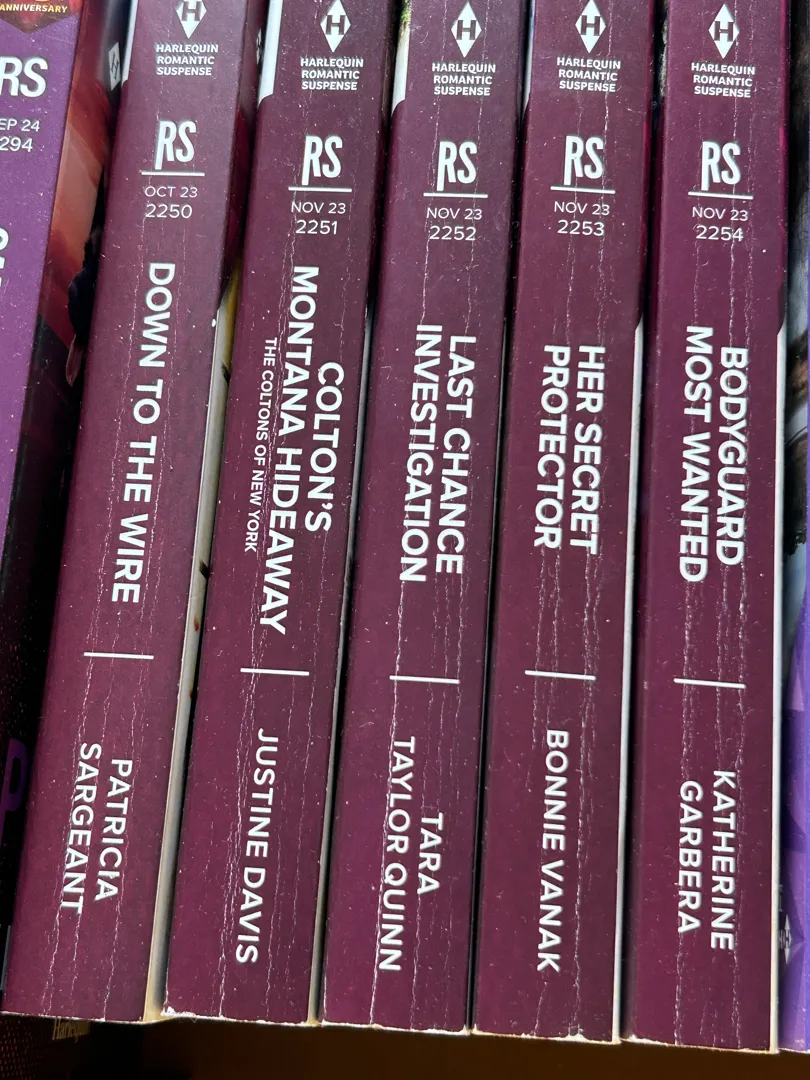 ANNIVERSARY
RS
EP 24
294
H
HARLEQUIN
ROMANTIC
SUSPENSE
RS
OCT 23
2250
DOWN TO THE WIRE
PATRICIA
SARGEANT
H
HARLEQUIN
ROMANTIC
SUSPENSE
RS
NOV 23
2251
COLTON'S
MONTANA HIDEAWAY
THE COLTONS OF NEW YORK
JUSTINE DAVIS
H
HARLEQUIN
ROMANTIC
SUSPENSE
RS
NOV 23
2252
LAST CHANCE
INVESTIGATION
TARA
TAYLOR QUINN
H
HARLEQUIN
ROMANTIC
SUSPENSE
RS
NOV 23
2253
HER SECRET
PROTECTOR
BONNIE VANAK
H
HARLEQUIN
ROMANTIC
SUSPENSE
RS
NOV 23
2254
BODYGUARD
MOST WANTED
KATHERINE
GARBERA